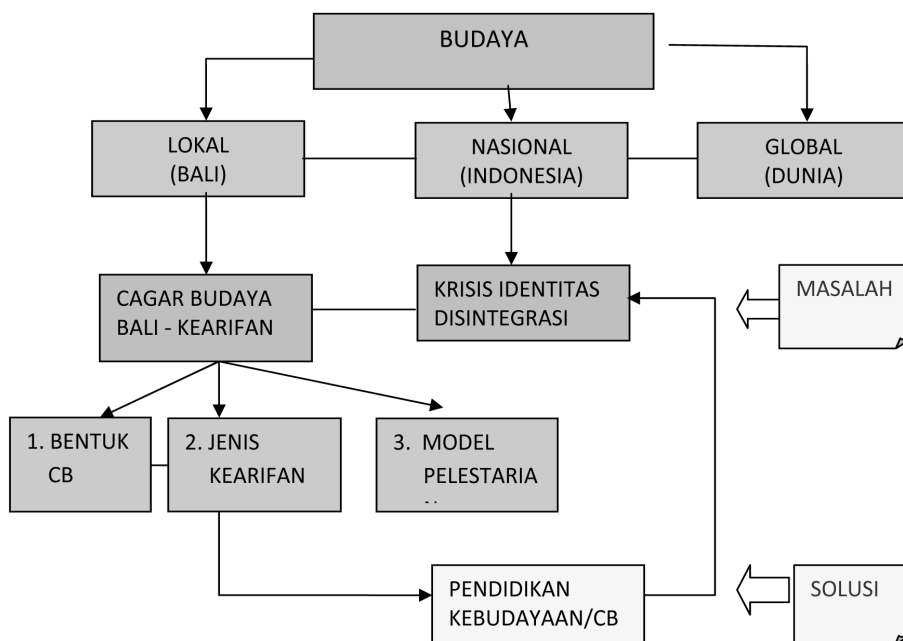 BUDAYA
LOKAL
(BALI)
NASIONAL
(INDONESIA)
GLOBAL
(DUNIA)
CAGAR BUDAYA
BALI - KEARIFAN
KRISIS IDENTITAS
DISINTEGRASI
MASALAH
1. BENTUK
CB
2. JENIS
KEARIFAN
3. MODEL
PELESTARIA
PENDIDIKAN
KEBUDAYAAN/CB
SOLUSI